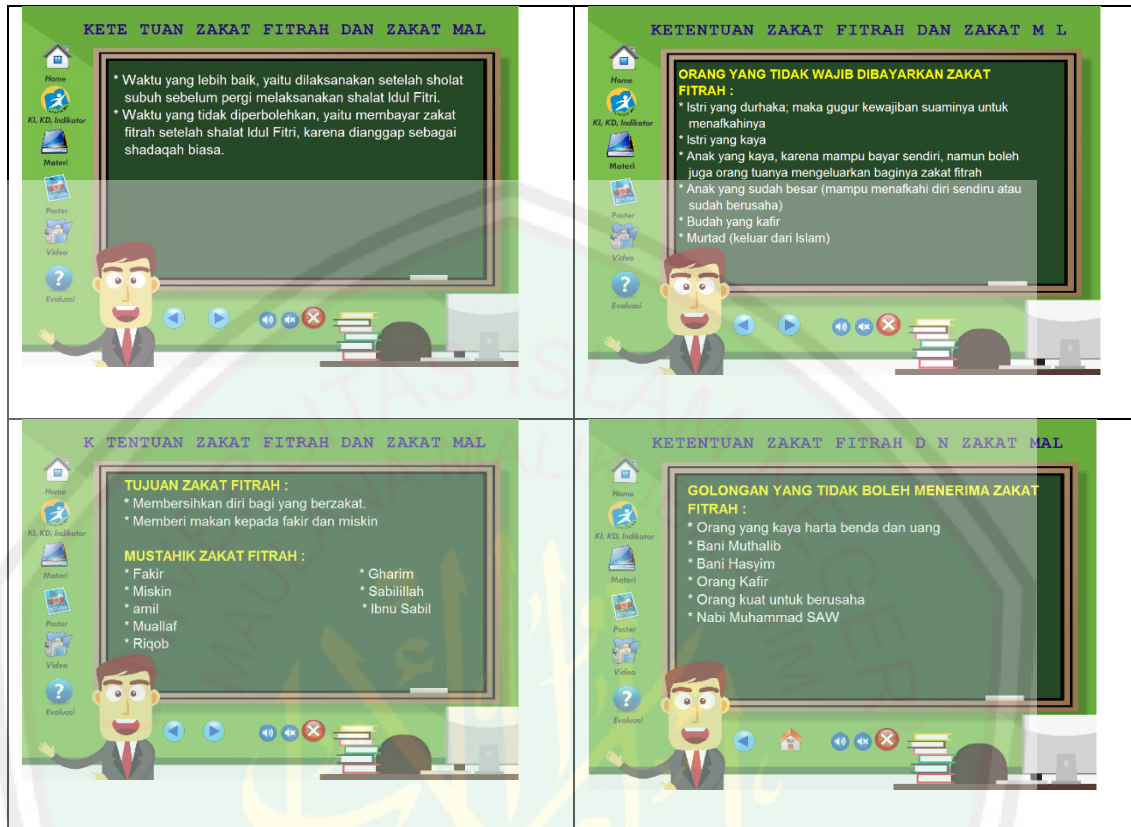 KETE TUAN ZAKAT FITRAH DAN ZAKAT MAL
Home
KI, KD, Indikator
Materi
Poster
Video
Evaluasi
* Waktu yang lebih baik, yaitu dilaksanakan setelah sholat
subuh sebelum pergi melaksanakan shalat Idul Fitri.
* Waktu yang tidak diperbolehkan, yaitu membayar zakat
fitrah setelah shalat Idul Fitri, karena dianggap sebagai
shadaqah biasa.
KETENTUAN ZAKAT FITRAH DAN ZAKAT M L
Home
KI, KD, Indikator
Materi
Poster
Video
Evaluasi
ORANG YANG TIDAK WAJIB DIBAYARKAN ZAKAT
FITRAH :
* Istri yang durhaka; maka gugur kewajiban suaminya untuk
menafkahinya
* Istri yang kaya
* Anak yang kaya, karena mampu bayar sendiri, namun boleh
juga orang tuanya mengeluarkan baginya zakat fitrah
* Anak yang sudah besar (mampu menafkahi diri sendiru atau
sudah berusaha)
* Budah yang kafir
* Murtad (keluar dari Islam)
K TENTUAN ZAKAT FITRAH DAN ZAKAT MAL
Home
KI, KD, Indikator
Materi
Poster
Video
Evaluasi
TUJUAN ZAKAT FITRAH :
* Membersihkan diri bagi yang berzakat.
* Memberi makan kepada fakir dan miskin
MUSTAHIK ZAKAT FITRAH :
* Fakir
* Miskin
* amil
* Muallaf
* Riqob
* Gharim
* Sabilillah
* Ibnu Sabil
KETENTUAN ZAKAT FITRAH D N ZAKAT MAL
Home
KI, KD, Indikator
Materi
Poster
Video
Evaluasi
GOLONGAN YANG TIDAK BOLEH MENERIMA ZAKAT
FITRAH :
* Orang yang kaya harta benda dan uang
* Bani Muthalib
* Bani Hasyim
* Orang Kafir
* Orang kuat untuk berusaha
* Nabi Muhammad SAW